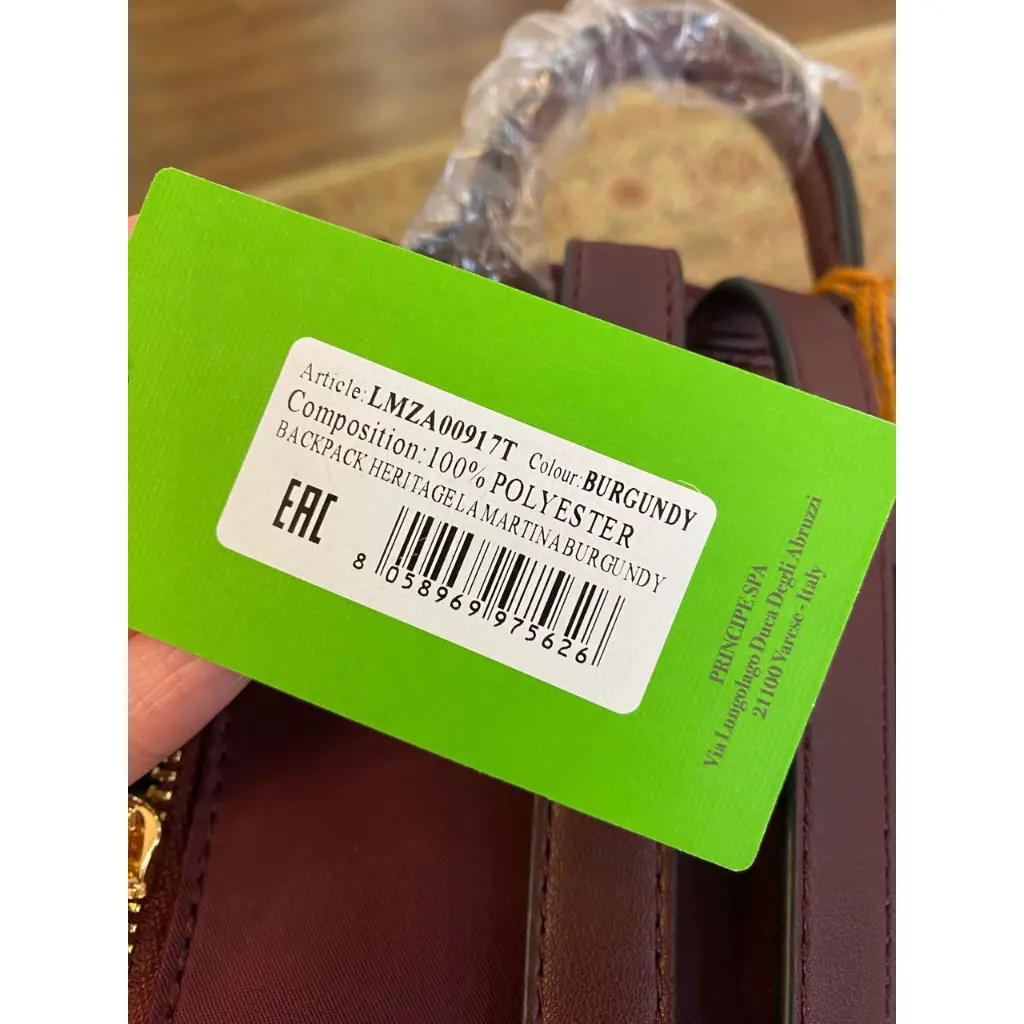 Article:LMZA00917T Colour:BURGUNDY
Composition:100% POLYESTER
BACKPACK HERITAGE LA MARTINA BURGUNDY
EAC
8 058969 975626
PRINCIPE SPA
Via Lungolago Duca Degli Abruzzi
21100 Varese - Italy